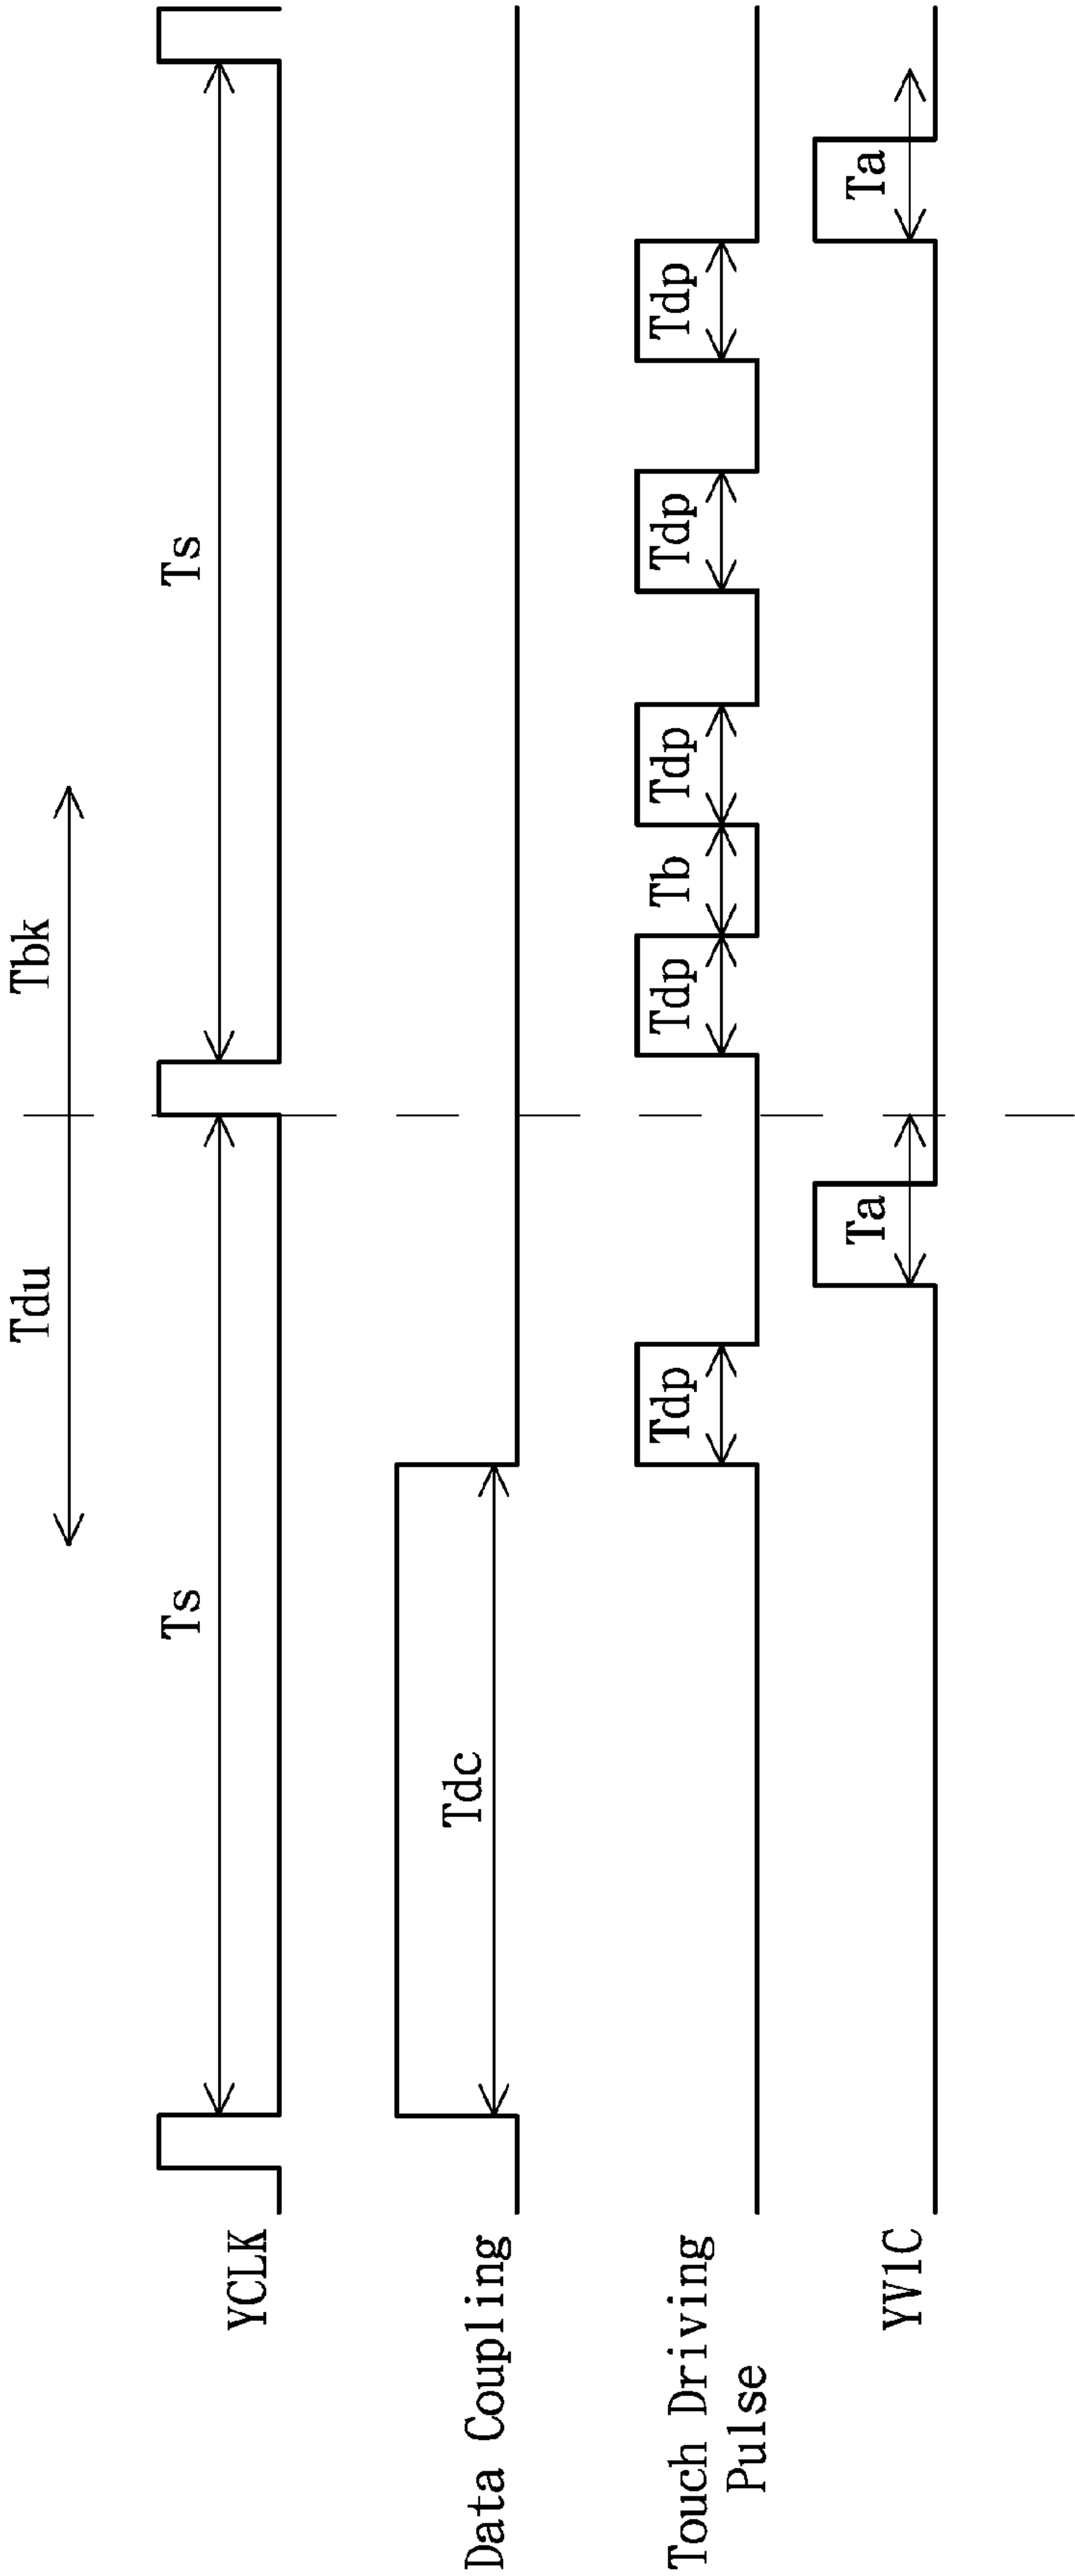 Tdu
Tbk
YCLK
Ts
Ts
Data Coupling
Tdc
Touch Driving
Pulse
Tdp
Tdp
Tb
Tdp
Tdp
Tdp
YV1C
Ta
Ta